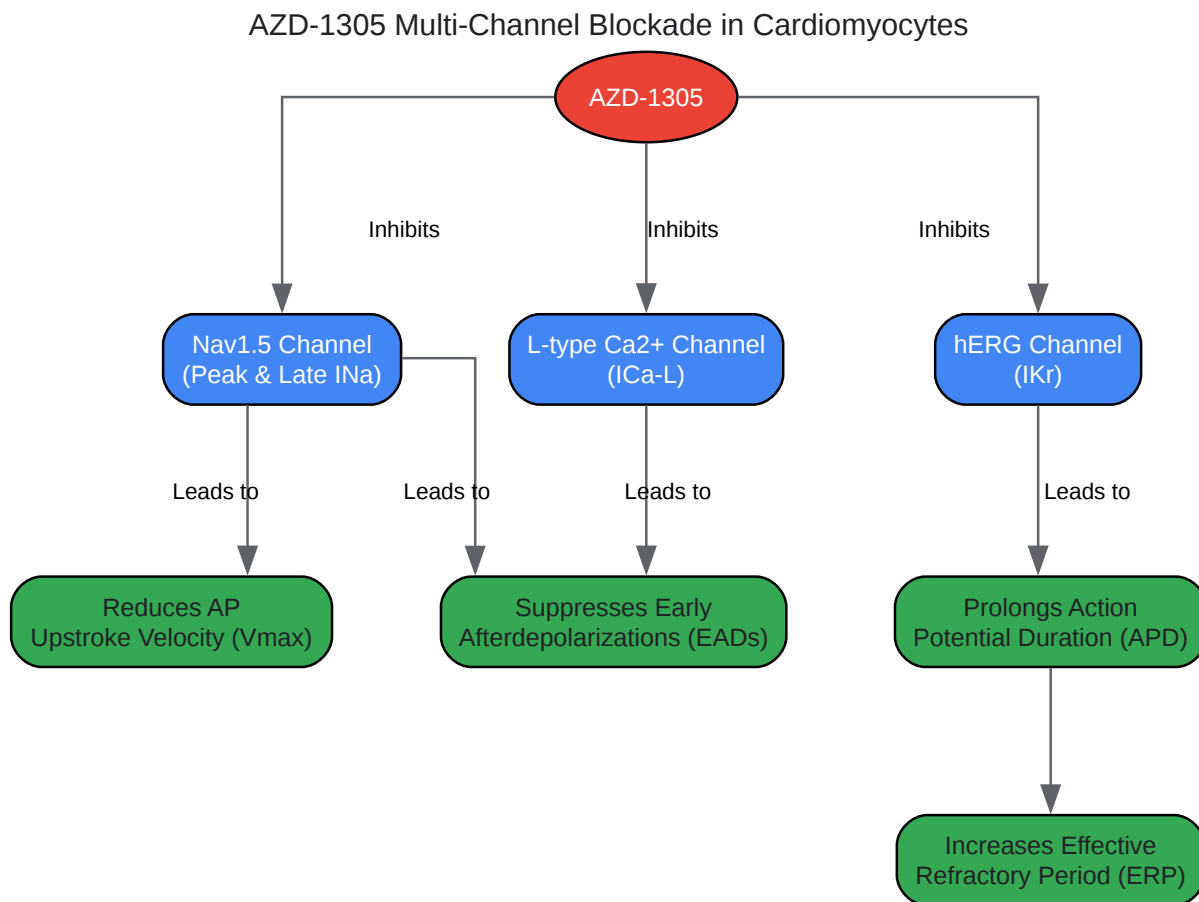 AZD-1305 Multi-Channel Blockade in Cardiomyocytes
AZD-1305
Inhibits
Inhibits
Inhibits
Nav1.5 Channel
(Peak & Late INa)
L-type Ca2+ Channel
(ICa-L)
hERG Channel
(IKr)
Leads to
Leads to
Leads to
Leads to
Reduces AP
Upstroke Velocity (Vmax)
Suppresses Early
Afterdepolarizations (EADs)
Prolongs Action
Potential Duration (APD)
Increases Effective
Refractory Period (ERP)